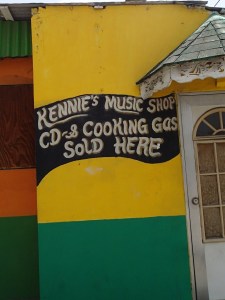 KENNIE'S MUSIC SHOP
CD-S COOKING GAS
SOLD HERE